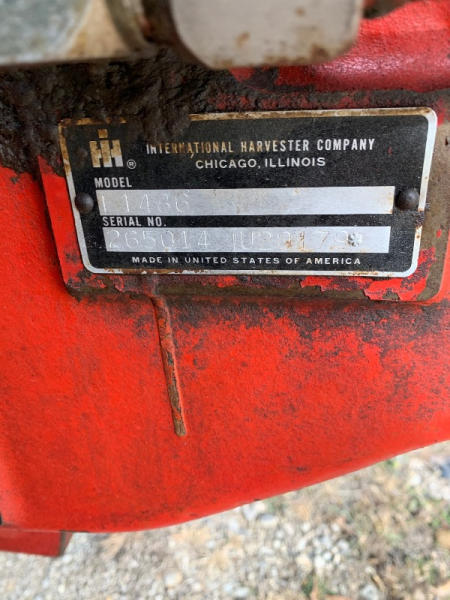 IH ®
INTERNATIONAL HARVESTER COMPANY
CHICAGO, ILLINOIS
MODEL
SERIAL NO.
MADE IN UNITED STATES OF AMERICA